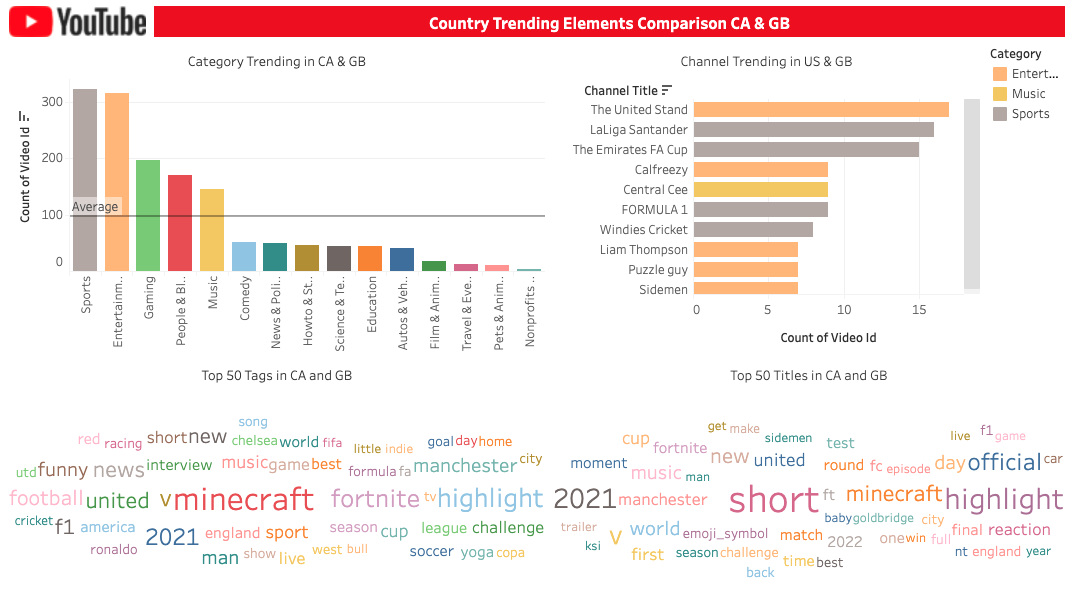 YouTube
Country Trending Elements Comparison CA & GB
Category Trending in CA & GB
Count of Video Id
300
200
100
0
Average
Sports
Entertainm..
Gaming
People & Bl..
Music
Comedy
News & Poli..
Howto & St..
Science & Te..
Education
Autos & Veh..
Film & Anim..
Travel & Eve..
Pets & Anim..
Nonprofits ..
Channel Trending in US & GB
Channel Title
The United Stand
LaLiga Santander
The Emirates FA Cup
Calfreezy
Central Cee
FORMULA 1
Windies Cricket
Liam Thompson
Puzzle guy
Sidemen
0 5 10 15
Count of Video Id
Category
Entert...
Music
Sports
Top 50 Tags in CA and GB
song
red racing short new chelsea world fifa little indie goal day home
utd funny news interview music game best formula fa manchester city
football united v minecraft fortnite tv highlight
cricket f1 america 2021 england sport season cup league challenge
ronaldo man show live west bull soccer yoga copa
Top 50 Titles in CA and GB
get make sidemen live f1 game
cup fortnite new united test
moment music man round fc episode day official car
2021 manchester short ft minecraft highlight
trailer v world emoji_symbol baby goldbridge city final reaction
ksi first season challenge match 2022 one win full nt england year
time best
back